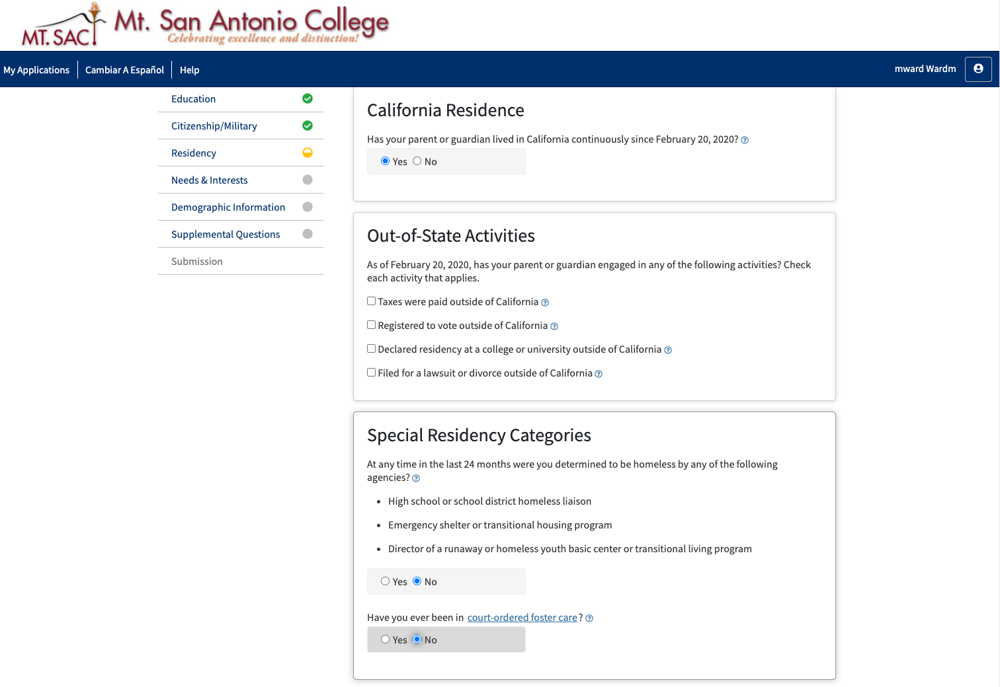 MT. SAC
Mt. San Antonio College
Celebrating excellence and distinction!
My Applications
Cambiar A Español
Help
mward Wardm
Education
Citizenship/Military
Residency
Needs & Interests
Demographic Information
Supplemental Questions
Submission
California Residence
Has your parent or guardian lived in California continuously since February 20, 2020?
Yes No
Out-of-State Activities
As of February 20, 2020, has your parent or guardian engaged in any of the following activities? Check
each activity that applies.
Taxes were paid outside of California
Registered to vote outside of California
Declared residency at a college or university outside of California
Filed for a lawsuit or divorce outside of California
Special Residency Categories
At any time in the last 24 months were you determined to be homeless by any of the following
agencies?
• High school or school district homeless liaison
• Emergency shelter or transitional housing program
• Director of a runaway or homeless youth basic center or transitional living program
Yes No
Have you ever been in court-ordered foster care?
Yes No